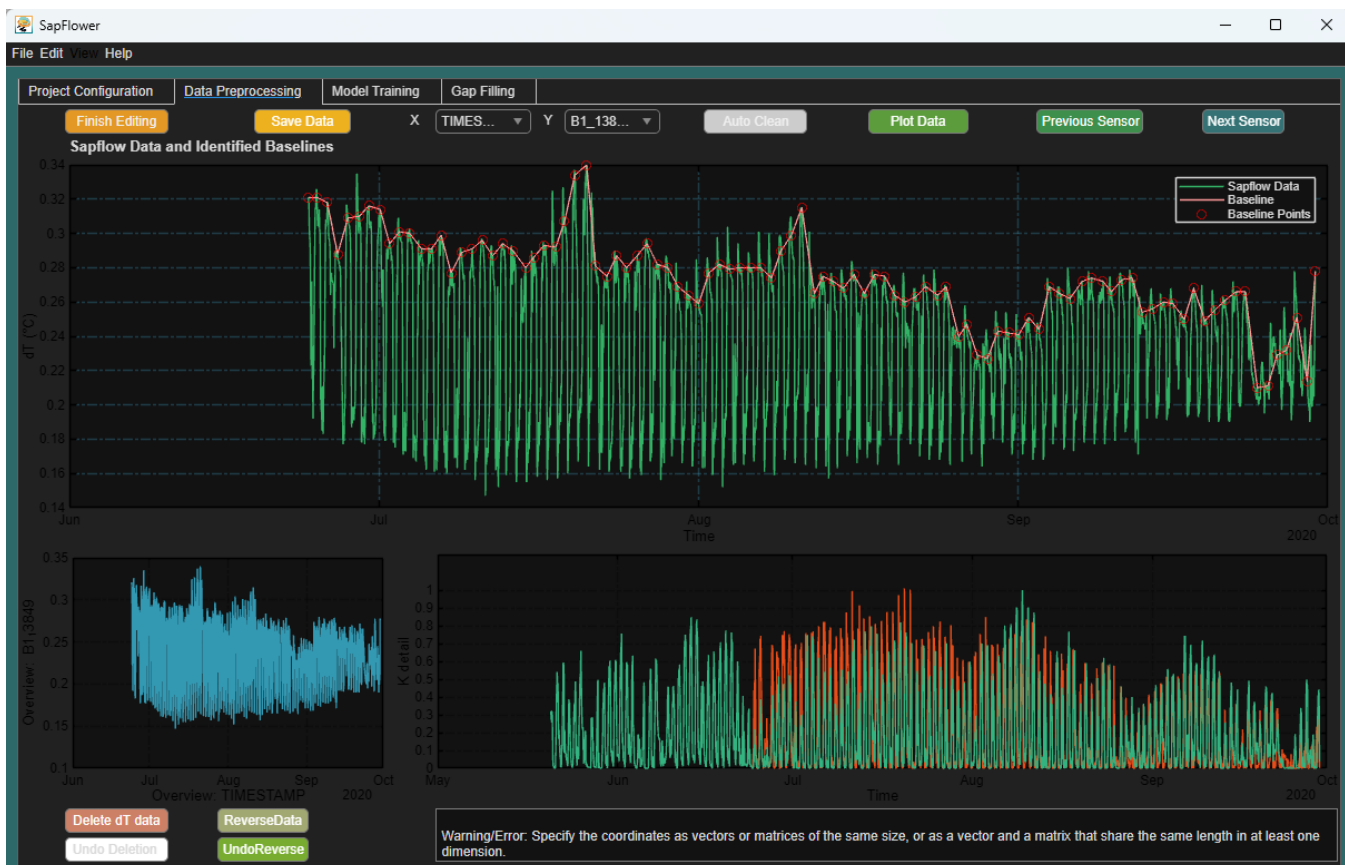 SapFlower
File Edit View Help
Project Configuration Data Preprocessing Model Training Gap Filling
Finish Editing Save Data X TIMES... Y B1_138... Auto Clean Plot Data Previous Sensor Next Sensor
Sapflow Data and Identified Baselines
0.34
0.32
0.3
0.28
0.26
0.24
0.22
0.2
0.18
0.16
0.14
dT (°C)
Sapflow Data
Baseline
Baseline Points
Jun Jul Aug Sep Oct
Time
2020
0.35
0.3
0.25
0.2
0.15
0.1
Overview B113849
Jun Jul Aug Sep Oct
Overview: TIMESTAMP 2020
1
0.9
0.8
0.7
0.6
0.5
0.4
0.3
0.2
0.1
0
K detail
May Jun Jul Aug Sep Oct
Time
2020
Delete dT data ReverseData
Undo Deletion UndoReverse
Warning/Error: Specify the coordinates as vectors or matrices of the same size, or as a vector and a matrix that share the same length in at least one
dimension.